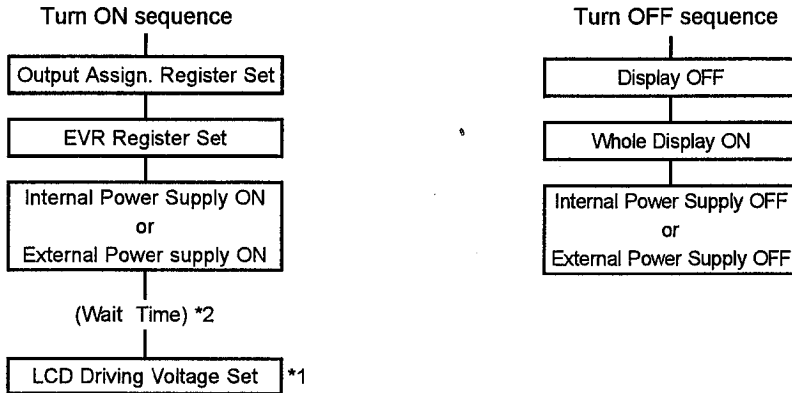 Turn ON sequence
Output Assign. Register Set
EVR Register Set
Internal Power Supply ON
or
External Power supply ON
(Wait Time) *2
LCD Driving Voltage Set *1
Turn OFF sequence
Display OFF
Whole Display ON
Internal Power Supply OFF
or
External Power Supply OFF